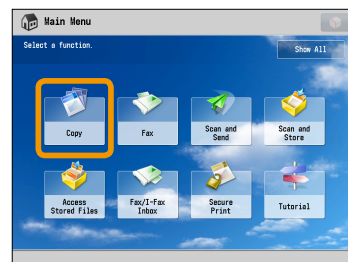 Main Menu
Select a function.
Show All
Copy
Fax
Scan and
Send
Scan and
Store
Access
Stored Files
Fax/I-Fax
Inbox
Secure
Print
Tutorial